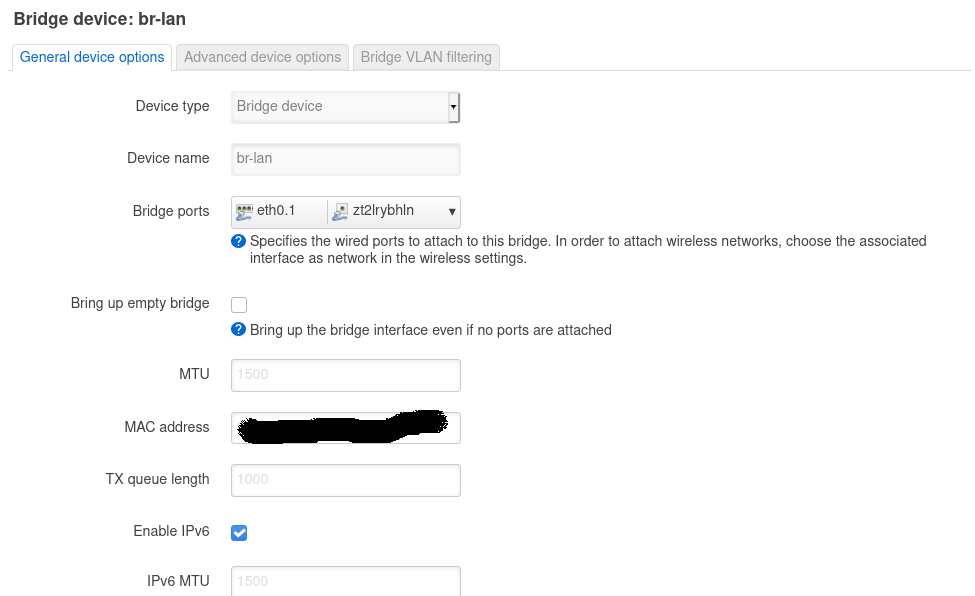 Bridge device: br-lan
General device options Advanced device options Bridge VLAN filtering
Device type Bridge device
Device name br-lan
Bridge ports eth0.1 zt2lrybhln
Specifies the wired ports to attach to this bridge. In order to attach wireless networks, choose the associated
interface as network in the wireless settings.
Bring up empty bridge
Bring up the bridge interface even if no ports are attached
MTU 1500
MAC address
TX queue length 1000
Enable IPv6
IPv6 MTU 1500